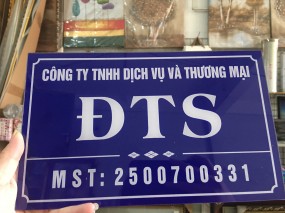 CÔNG TY TNHH DỊCH VỤ VÀ THƯƠNG MẠI
ĐTS
MST: 2500700331